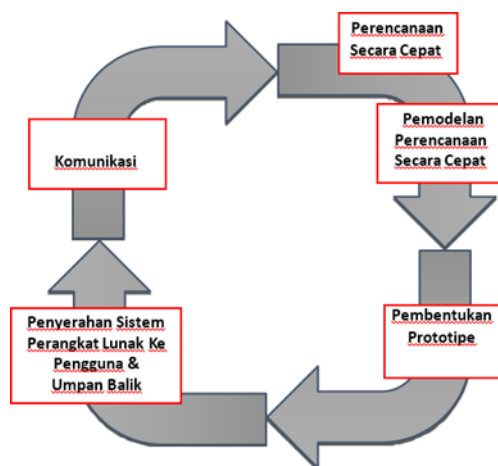 Perencanaan
Secara Cepat
Pemodelan
Perencanaan
Secara Cepat
Komunikasi
Pembentukan
Prototipe
Penyerahan Sistem
Perangkat Lunak Ke
Pengguna &
Umpan Balik